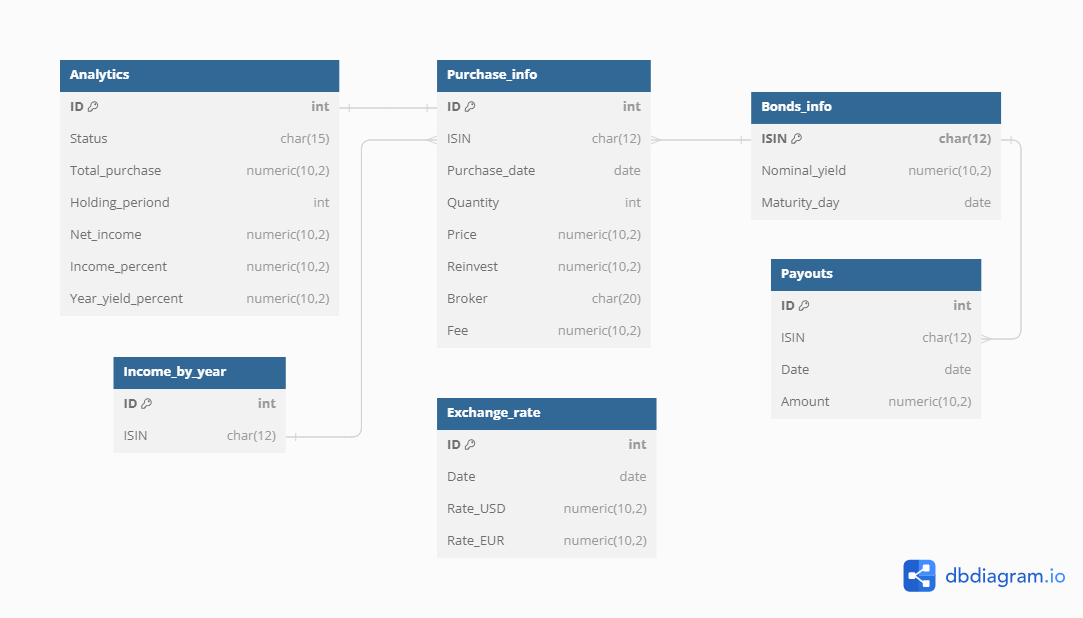 Analytics
ID int
Status char(15)
Total_purchase numeric(10,2)
Holding_periond int
Net_income numeric(10,2)
Income_percent numeric(10,2)
Year_yield_percent numeric(10,2)
Purchase_info
ID int
ISIN char(12)
Purchase_date date
Quantity int
Price numeric(10,2)
Reinvest numeric(10,2)
Broker char(20)
Fee numeric(10,2)
Bonds_info
ISIN char(12)
Nominal_yield numeric(10,2)
Maturity_day date
Payouts
ID int
ISIN char(12)
Date date
Amount numeric(10,2)
Income_by_year
ID int
ISIN char(12)
Exchange_rate
ID int
Date date
Rate_USD numeric(10,2)
Rate_EUR numeric(10,2)
dbdiagram.io